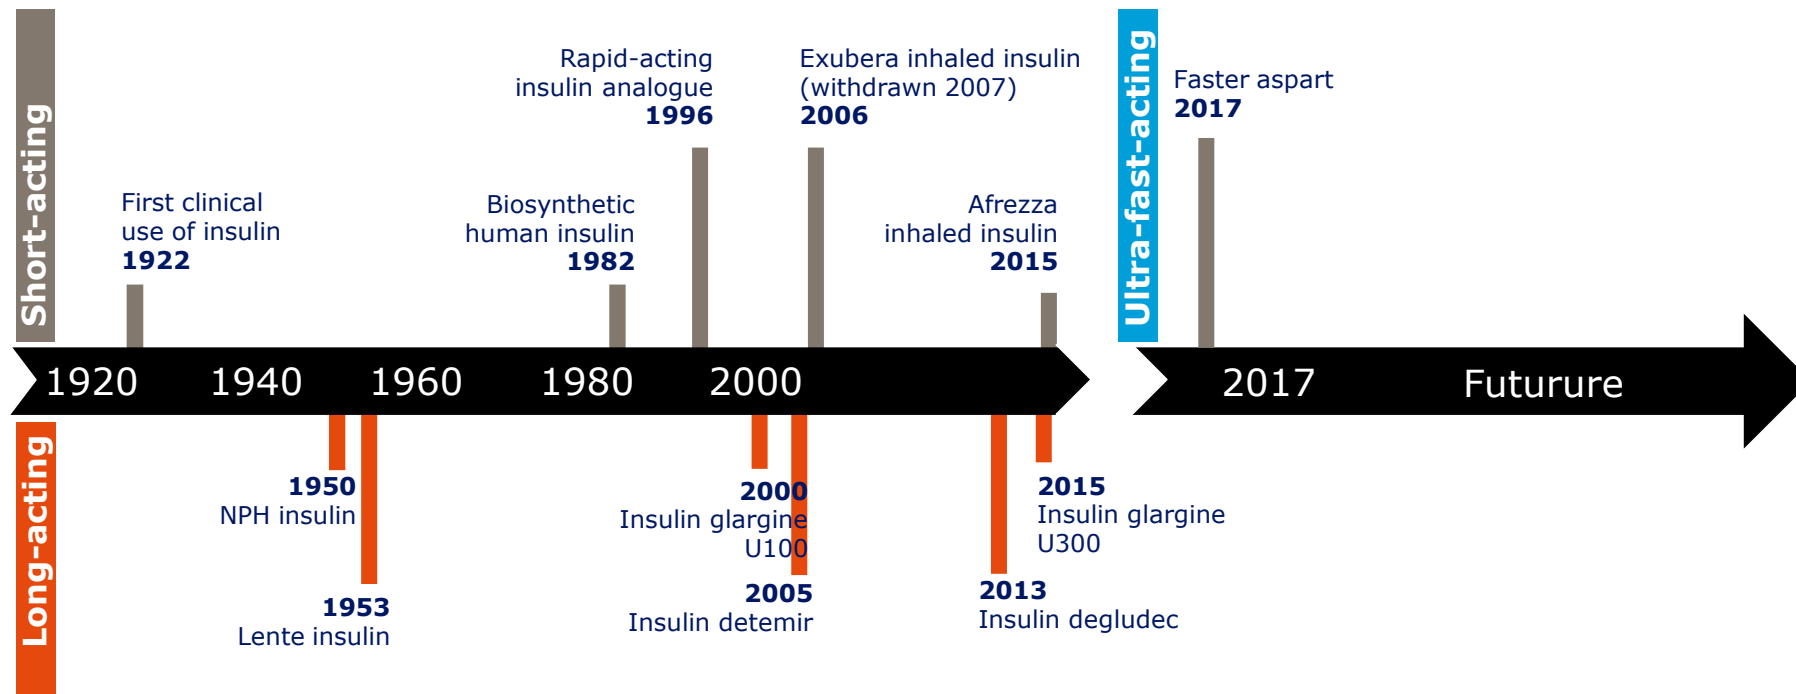 Short-acting
First clinical
use of insulin
1922
Biosynthetic
human insulin
1982
Rapid-acting
insulin analogue
1996
Exubera inhaled insulin
(withdrawn 2007)
2006
Afrezza
inhaled insulin
2015
Ultra-fast-acting
Faster aspart
2017
1920 1940 1960 1980 2000
2017 Futurure
Long-acting
1950
NPH insulin
1953
Lente insulin
2000
Insulin glargine
U100
2005
Insulin detemir
2013
Insulin degludec
2015
Insulin glargine
U300